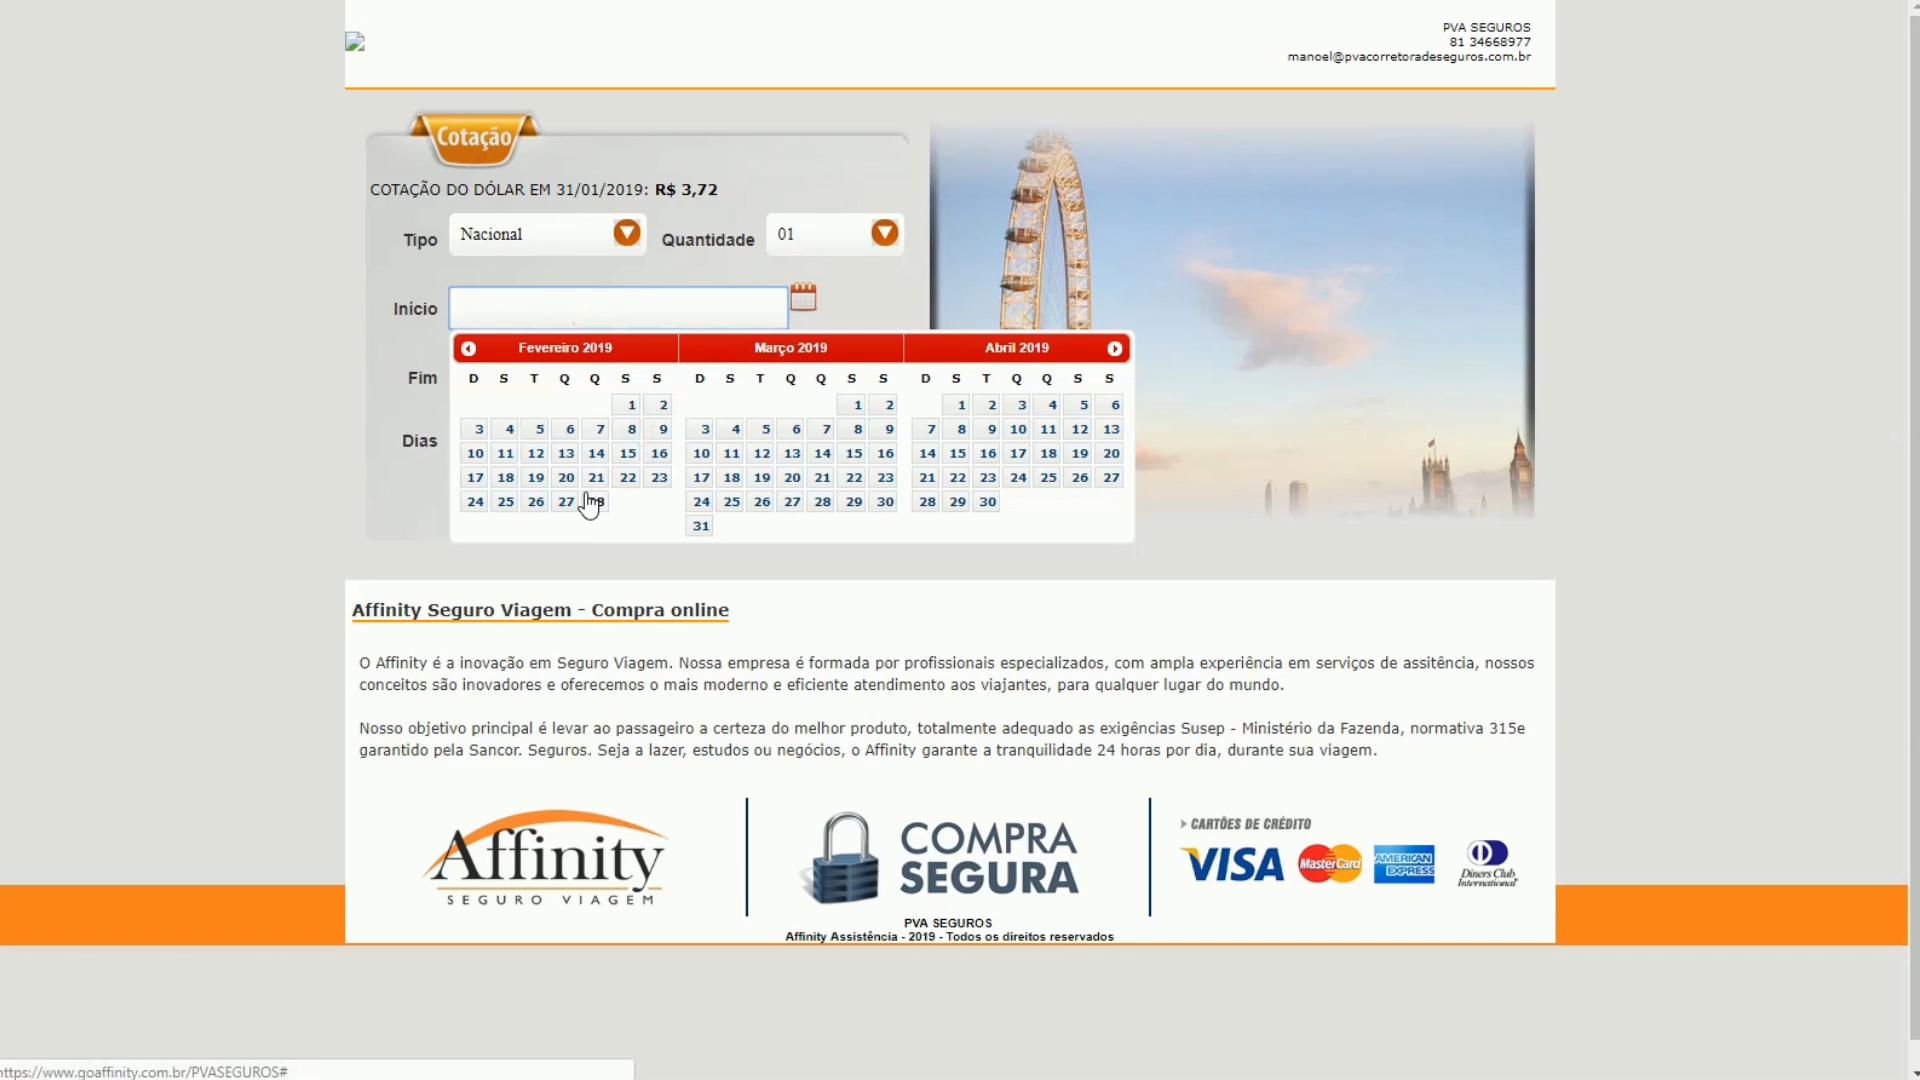 PVA SEGUROS
81 34668977
manoel@pvacorretoradeseguros.com.br
Cotação
COTAÇÃO DO DÓLAR EM 31/01/2019: R$ 3,72
Tipo Nacional Quantidade 01
Início
Fevereiro 2019 Março 2019 Abril 2019
Fim D S T Q Q S S D S T Q Q S S D S T Q Q S S
1 2 1 2 1 2 3 4 5 6
3 4 5 6 7 8 9 3 4 5 6 7 8 9 7 8 9 10 11 12 13
Dias
10 11 12 13 14 15 16 10 11 12 13 14 15 16 14 15 16 17 18 19 20
17 18 19 20 21 22 23 17 18 19 20 21 22 23 21 22 23 24 25 26 27
24 25 26 27 24 25 26 27 28 29 30 28 29 30
31
Affinity Seguro Viagem - Compra online
O Affinity é a inovação em Seguro Viagem. Nossa empresa é formada por profissionais especializados, com ampla experiência em serviços de assitência, nossos
conceitos são inovadores e oferecemos o mais moderno e eficiente atendimento aos viajantes, para qualquer lugar do mundo.
Nosso objetivo principal é levar ao passageiro a certeza do melhor produto, totalmente adequado as exigências Susep - Ministério da Fazenda, normativa 315e
garantido pela Sancor. Seguros. Seja a lazer, estudos ou negócios, o Affinity garante a tranquilidade 24 horas por dia, durante sua viagem.
Affinity
SEGURO VIAGEM
COMPRA
SEGURA
CARTÕES DE CRÉDITO
VISA MasterCard AMERICAN EXPRESS Diners Club International
PVA SEGUROS
Affinity Assistência - 2019 - Todos os direitos reservados
https://www.goaffinity.com.br/PVASEGUROS#